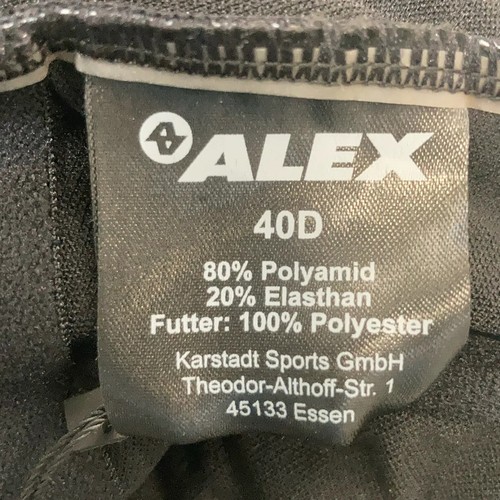 ALEX
40D
80% Polyamid
20% Elasthan
Futter: 100% Polyester
Karstadt Sports GmbH
Theodor-Althoff-Str. 1
45133 Essen